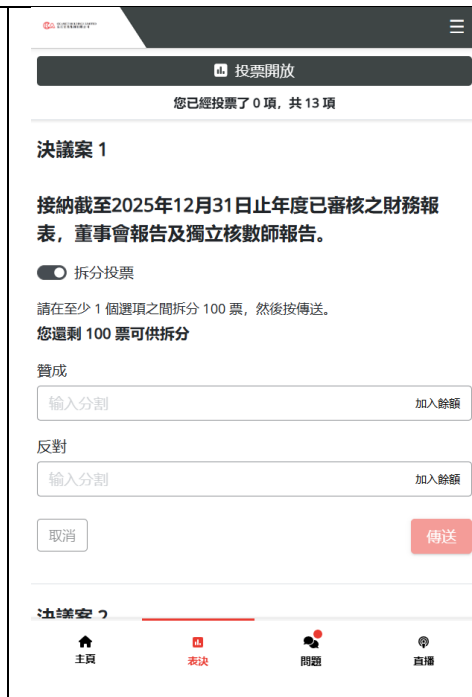 投票開放
您已經投票了 0 項，共 13 項
決議案 1
接納截至2025年12月31日止年度已審核之財務報
表，董事會報告及獨立核數師報告。
拆分投票
請在至少 1 個選項之間拆分 100 票，然後按傳送。
您還剩 100 票可供拆分
贊成
输入分割 加入餘額
反對
输入分割 加入餘額
取消 傳送
決議案 2
主頁 表決 問題 直播